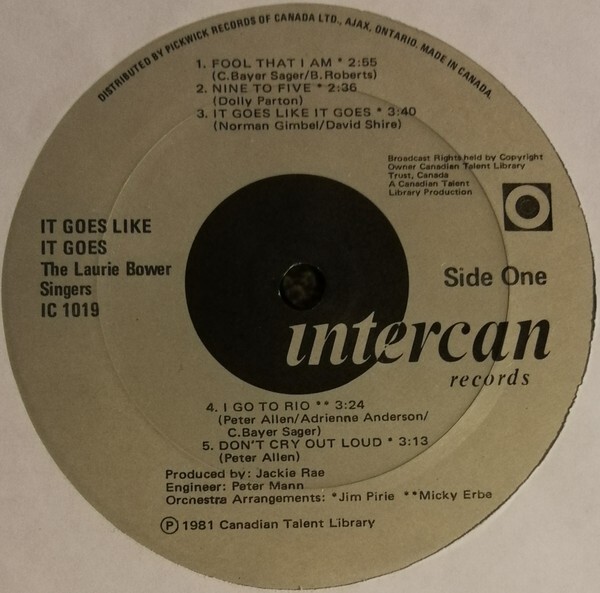 DISTRIBUTED BY PICKWICK RECORDS OF CANADA LTD., AJAX, ONTARIO. MADE IN CANADA.
1. FOOL THAT I AM * 2:55
(C.Bayer Sager/B.Roberts)
2. NINE TO FIVE * 2:36
(Dolly Parton)
3. IT GOES LIKE IT GOES * 3:40
(Norman Gimbel/David Shire)
Broadcast Rights held by Copyright
Owner Canadian Talent Library
Trust, Canada
A Canadian Talent
Library Production
IT GOES LIKE
IT GOES
The Laurie Bower
Singers
IC 1019
Side One
intercan
records
4. I GO TO RIO ** 3:24
(Peter Allen/Adrienne Anderson/
C.Bayer Sager)
5. DON'T CRY OUT LOUD * 3:13
(Peter Allen)
Produced by: Jackie Rae
Engineer: Peter Mann
Orchestra Arrangements: *Jim Pirie **Micky Erbe
Ⓟ 1981 Canadian Talent Library